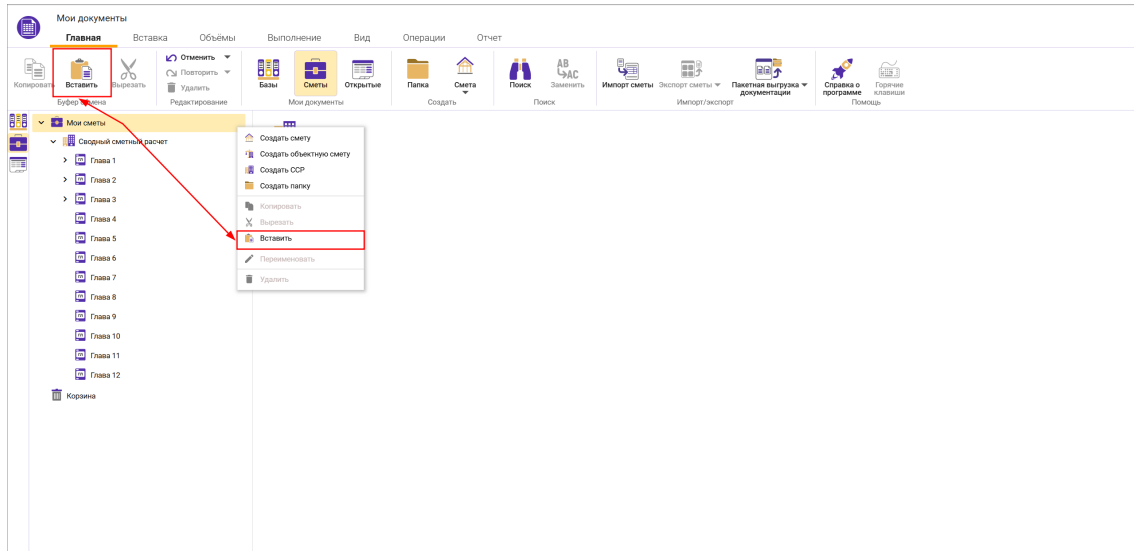 Мои документы
Главная Вставка Объёмы Выполнение Вид Операции Отчет
Копировать Вставить Вырезать
Буфер обмена
Отменить
Повторить
Удалить
Редактирование
Базы Сметы Открытые
Мои документы
Папка Смета
Создать
Поиск Заменить
AB
AC
Поиск
Импорт сметы Экспорт сметы Пакетная выгрузка документации
Импорт/экспорт
Справка о программе Горячие клавиши
Помощь
Мои сметы
Сводный сметный расчет
Глава 1
Глава 2
Глава 3
Глава 4
Глава 5
Глава 6
Глава 7
Глава 8
Глава 9
Глава 10
Глава 11
Глава 12
Корзина
Создать смету
Создать объектную смету
Создать ССР
Создать папку
Копировать
Вырезать
Вставить
Переименовать
Удалить